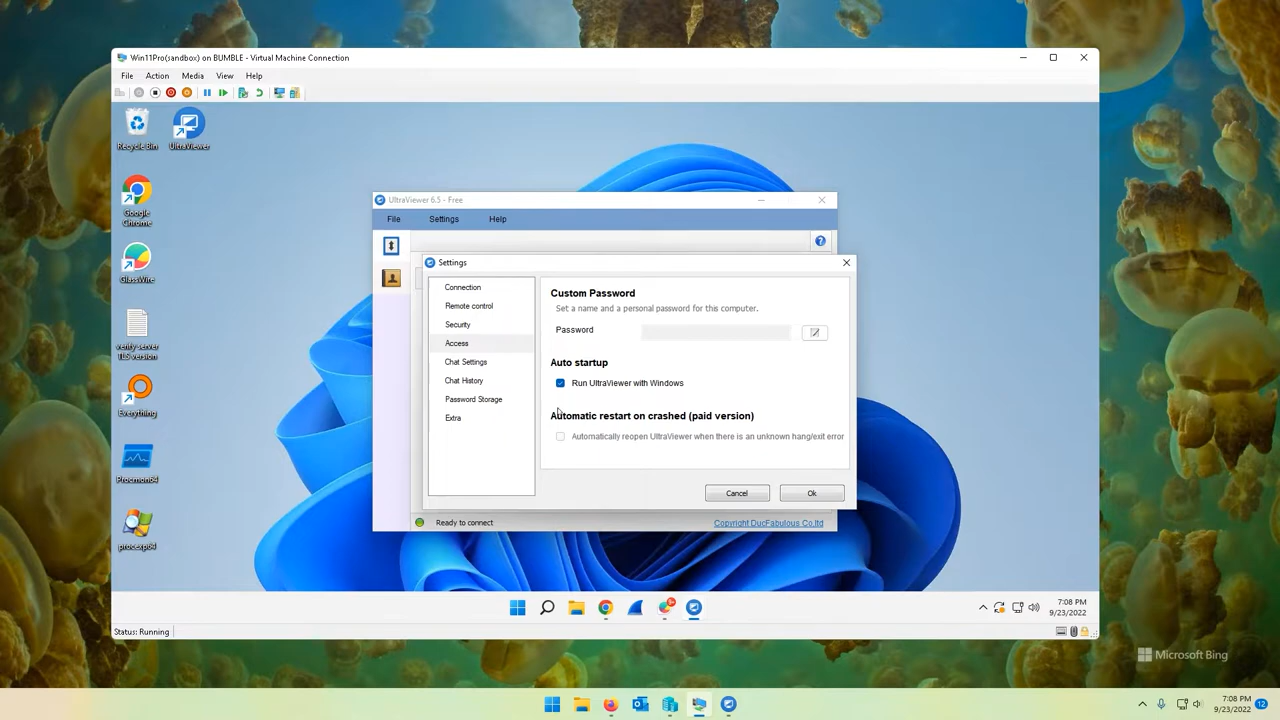 Win11Pro(sandbox) on BUMBLE - Virtual Machine Connection
File Action Media View Help
Recycle Bin
UltraViewer
Google Chrome
GlassWire
verify server TLS version
Everything
Procmon64
procexp64
UltraViewer 6.5 - Free
File Settings Help
Settings
Connection
Remote control
Security
Access
Chat Settings
Chat History
Password Storage
Extra
Custom Password
Set a name and a personal password for this computer.
Password
Auto startup
Run UltraViewer with Windows
Automatic restart on crashed (paid version)
Automatically reopen UltraViewer when there is an unknown hang/exit error
Cancel Ok
Ready to connect Copyright DucFabulous Co,ltd
9+
7:08 PM
9/23/2022
Status: Running
Microsoft Bing
7:08 PM
9/23/2022
12